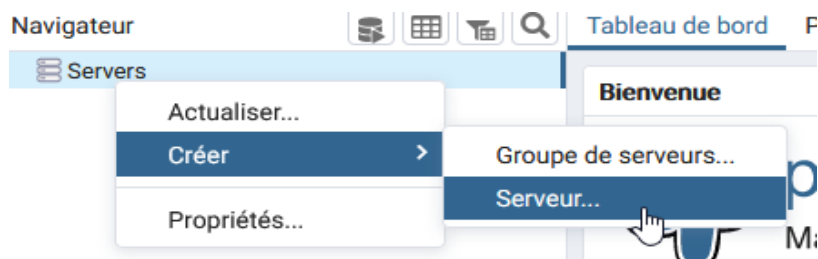 Navigateur
Tableau de bord
Servers
Bienvenue
Actualiser...
Créer
Groupe de serveurs...
Serveur...
Propriétés...